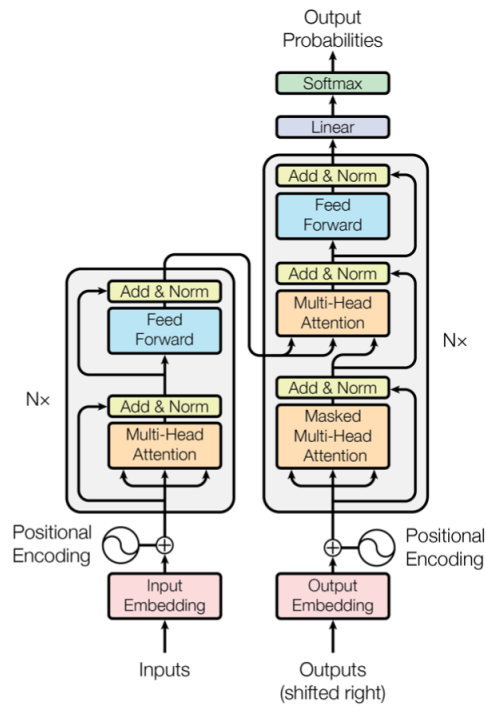 Output
Probabilities
Softmax
Linear
Add & Norm
Feed
Forward
Add & Norm
Multi-Head
Attention
Add & Norm
Masked
Multi-Head
Attention
N×
Add & Norm
Feed
Forward
Add & Norm
Multi-Head
Attention
N×
Positional
Encoding
Positional
Encoding
Input
Embedding
Output
Embedding
Inputs
Outputs
(shifted right)